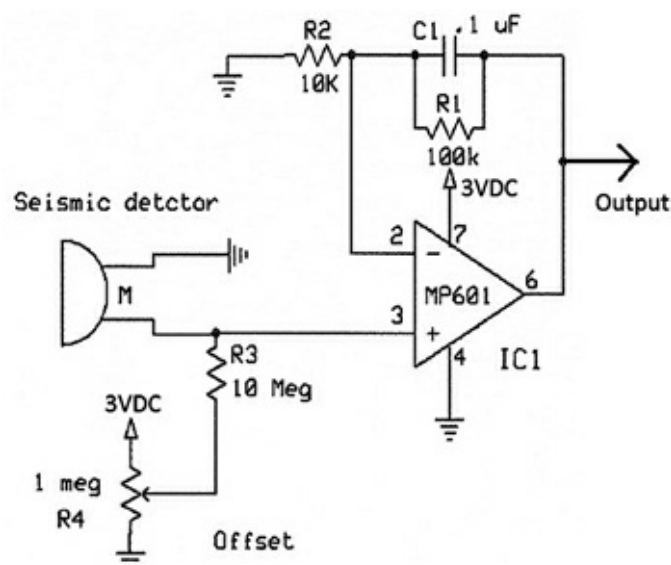 R2
10K
C1
.1 uF
R1
100k
3VDC
Output
Seismic detctor
M
2
7
-
MP601
6
3
+
4
IC1
R3
10 Meg
3VDC
1 meg
R4
Offset